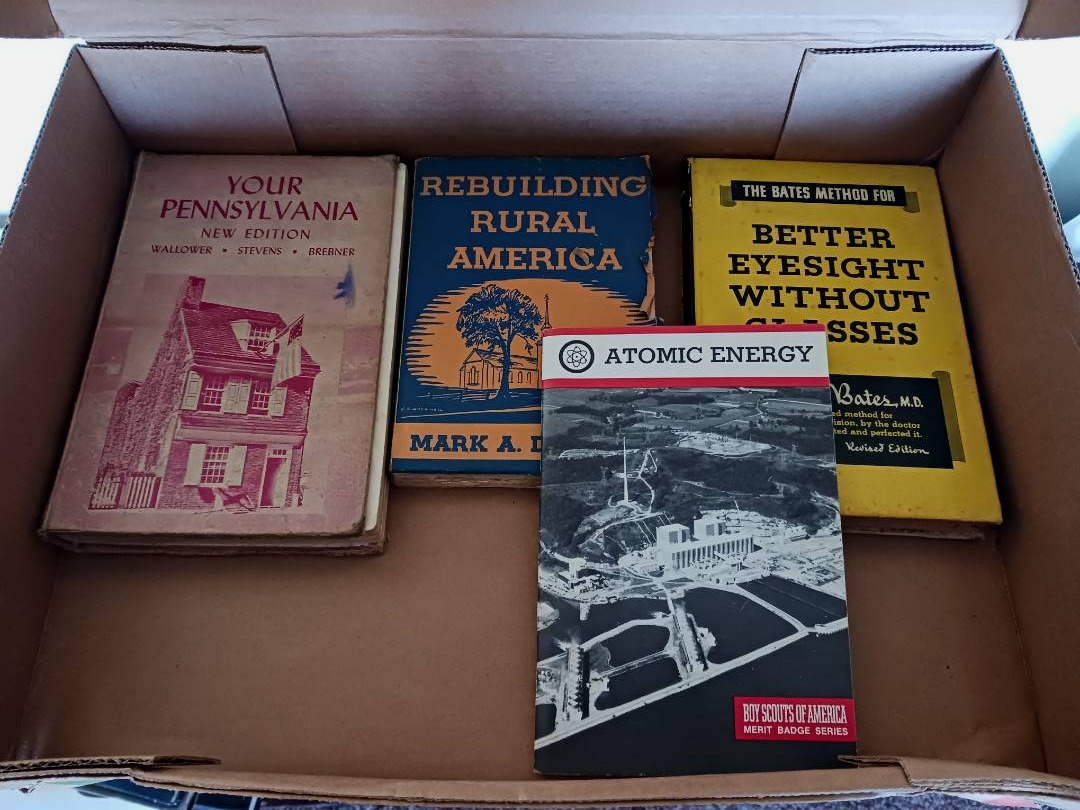 YOUR
PENNSYLVANIA
NEW EDITION
WALLOWER • STEVENS • BREBNER
REBUILDING
RURAL
AMERICA
MARK A.
THE BATES METHOD FOR
BETTER
EYESIGHT
WITHOUT
GLASSES
Bates, M.D.
method for
by the doctor
and perfected it.
Revised Edition
ATOMIC ENERGY
BOY SCOUTS OF AMERICA
MERIT BADGE SERIES